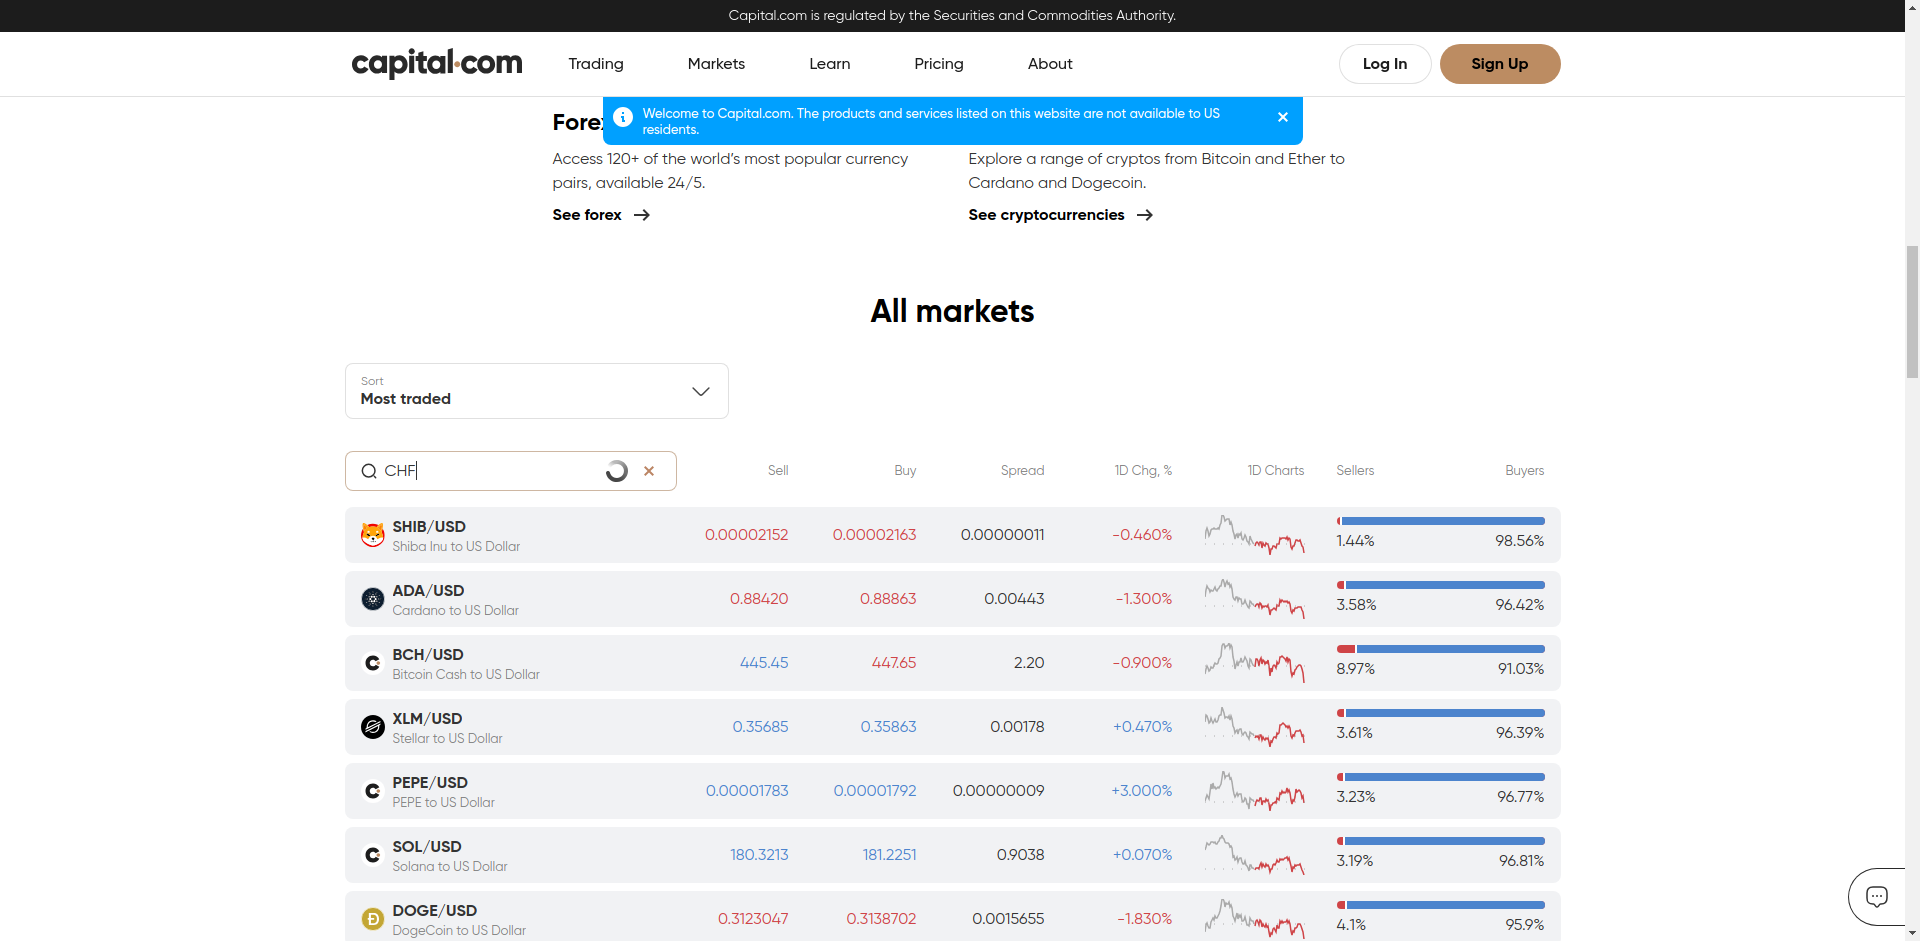 Capital.com is regulated by the Securities and Commodities Authority.
capital.com
Trading
Markets
Learn
Pricing
About
Log In
Sign Up
Welcome to Capital.com. The products and services listed on this website are not available to US
residents.
Forex
Access 120+ of the world's most popular currency
pairs, available 24/5.
See forex
Explore a range of cryptos from Bitcoin and Ether to
Cardano and Dogecoin.
See cryptocurrencies
All markets
Sort
Most traded
CHF
Sell
Buy
Spread
1D Chg, %
1D Charts
Sellers
Buyers
SHIB/USD
Shiba Inu to US Dollar
0.00002152
0.00002163
0.00000011
-0.460%
1.44%
98.56%
ADA/USD
Cardano to US Dollar
0.88420
0.88863
0.00443
-1.300%
3.58%
96.42%
BCH/USD
Bitcoin Cash to US Dollar
445.45
447.65
2.20
-0.900%
8.97%
91.03%
XLM/USD
Stellar to US Dollar
0.35685
0.35863
0.00178
+0.470%
3.61%
96.39%
PEPE/USD
PEPE to US Dollar
0.00001783
0.00001792
0.00000009
+3.000%
3.23%
96.77%
SOL/USD
Solana to US Dollar
180.3213
181.2251
0.9038
+0.070%
3.19%
96.81%
DOGE/USD
DogeCoin to US Dollar
0.3123047
0.3138702
0.0015655
-1.830%
4.1%
95.9%